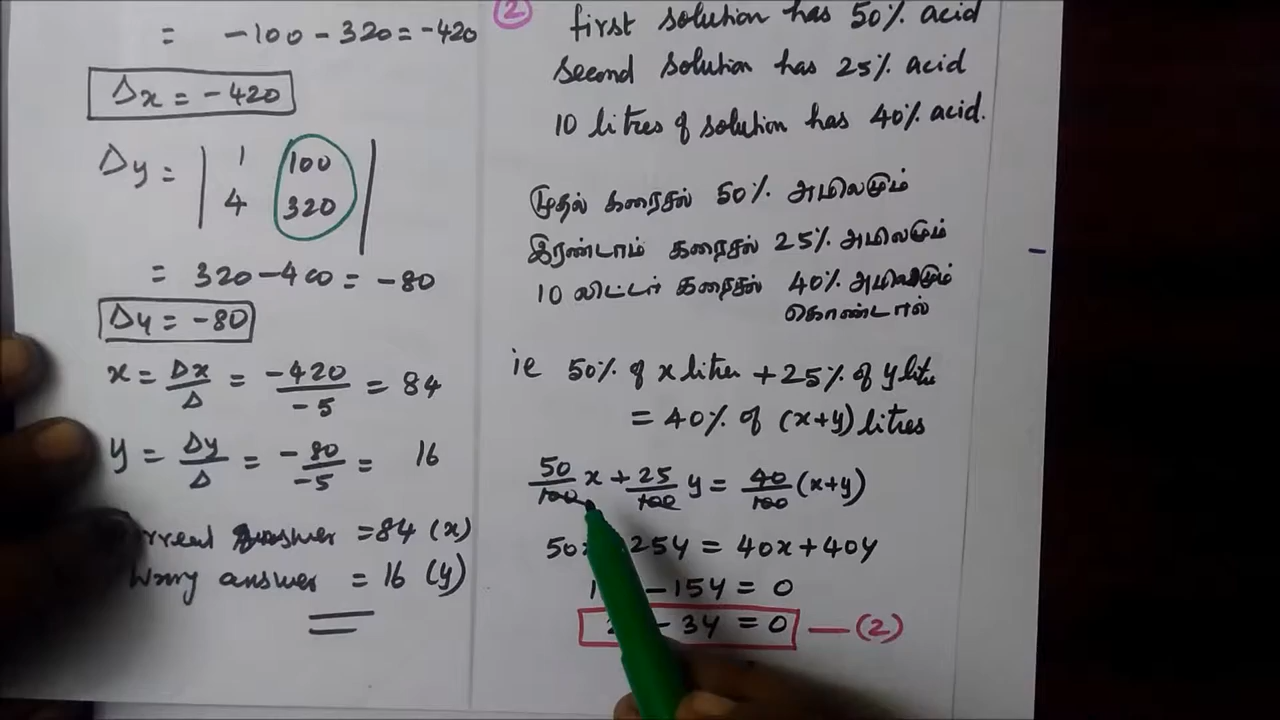 = -100 - 320 = -420
Δx = -420
Δy = | 1 100
4 320 |
= 320 - 400 = -80
Δy = -80
x = Δx/Δ = -420/-5 = 84
y = Δy/Δ = -80/-5 = 16
answer = 84 (x)
Wrong answer = 16 (y)
2 first solution has 50% acid
second solution has 25% acid
10 litres of solution has 40% acid.
முதல் கரைசல் 50% அமிலமும்
இரண்டாம் கரைசல் 25% அமிலமும்
10 லிட்டர் கரைசல் 40% அமிலமும்
கொண்டால்
ie 50% of x litres + 25% of y litre
= 40% of (x+y) litres
50/100 x + 25/100 y = 40/100 (x+y)
50x 25y = 40x + 40y
- 15y = 0
- 3y = 0 — (2)